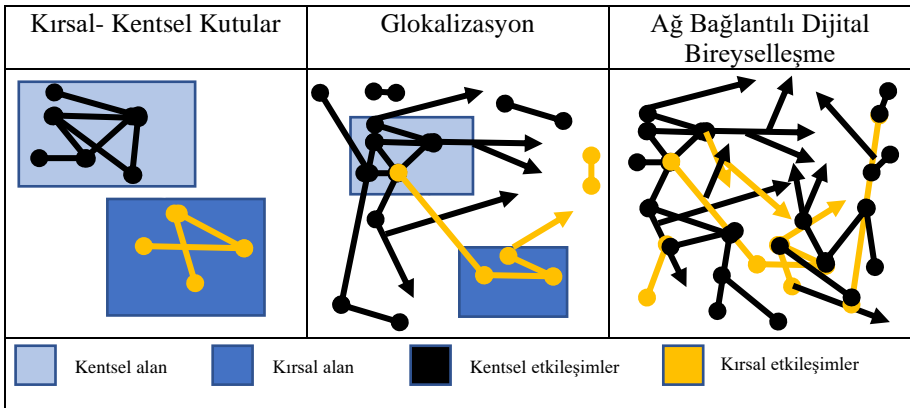 Kırsal- Kentsel Kutular
Glokalizasyon
Ağ Bağlantılı Dijital
Bireyselleşme
Kentsel alan
Kırsal alan
Kentsel etkileşimler
Kırsal etkileşimler